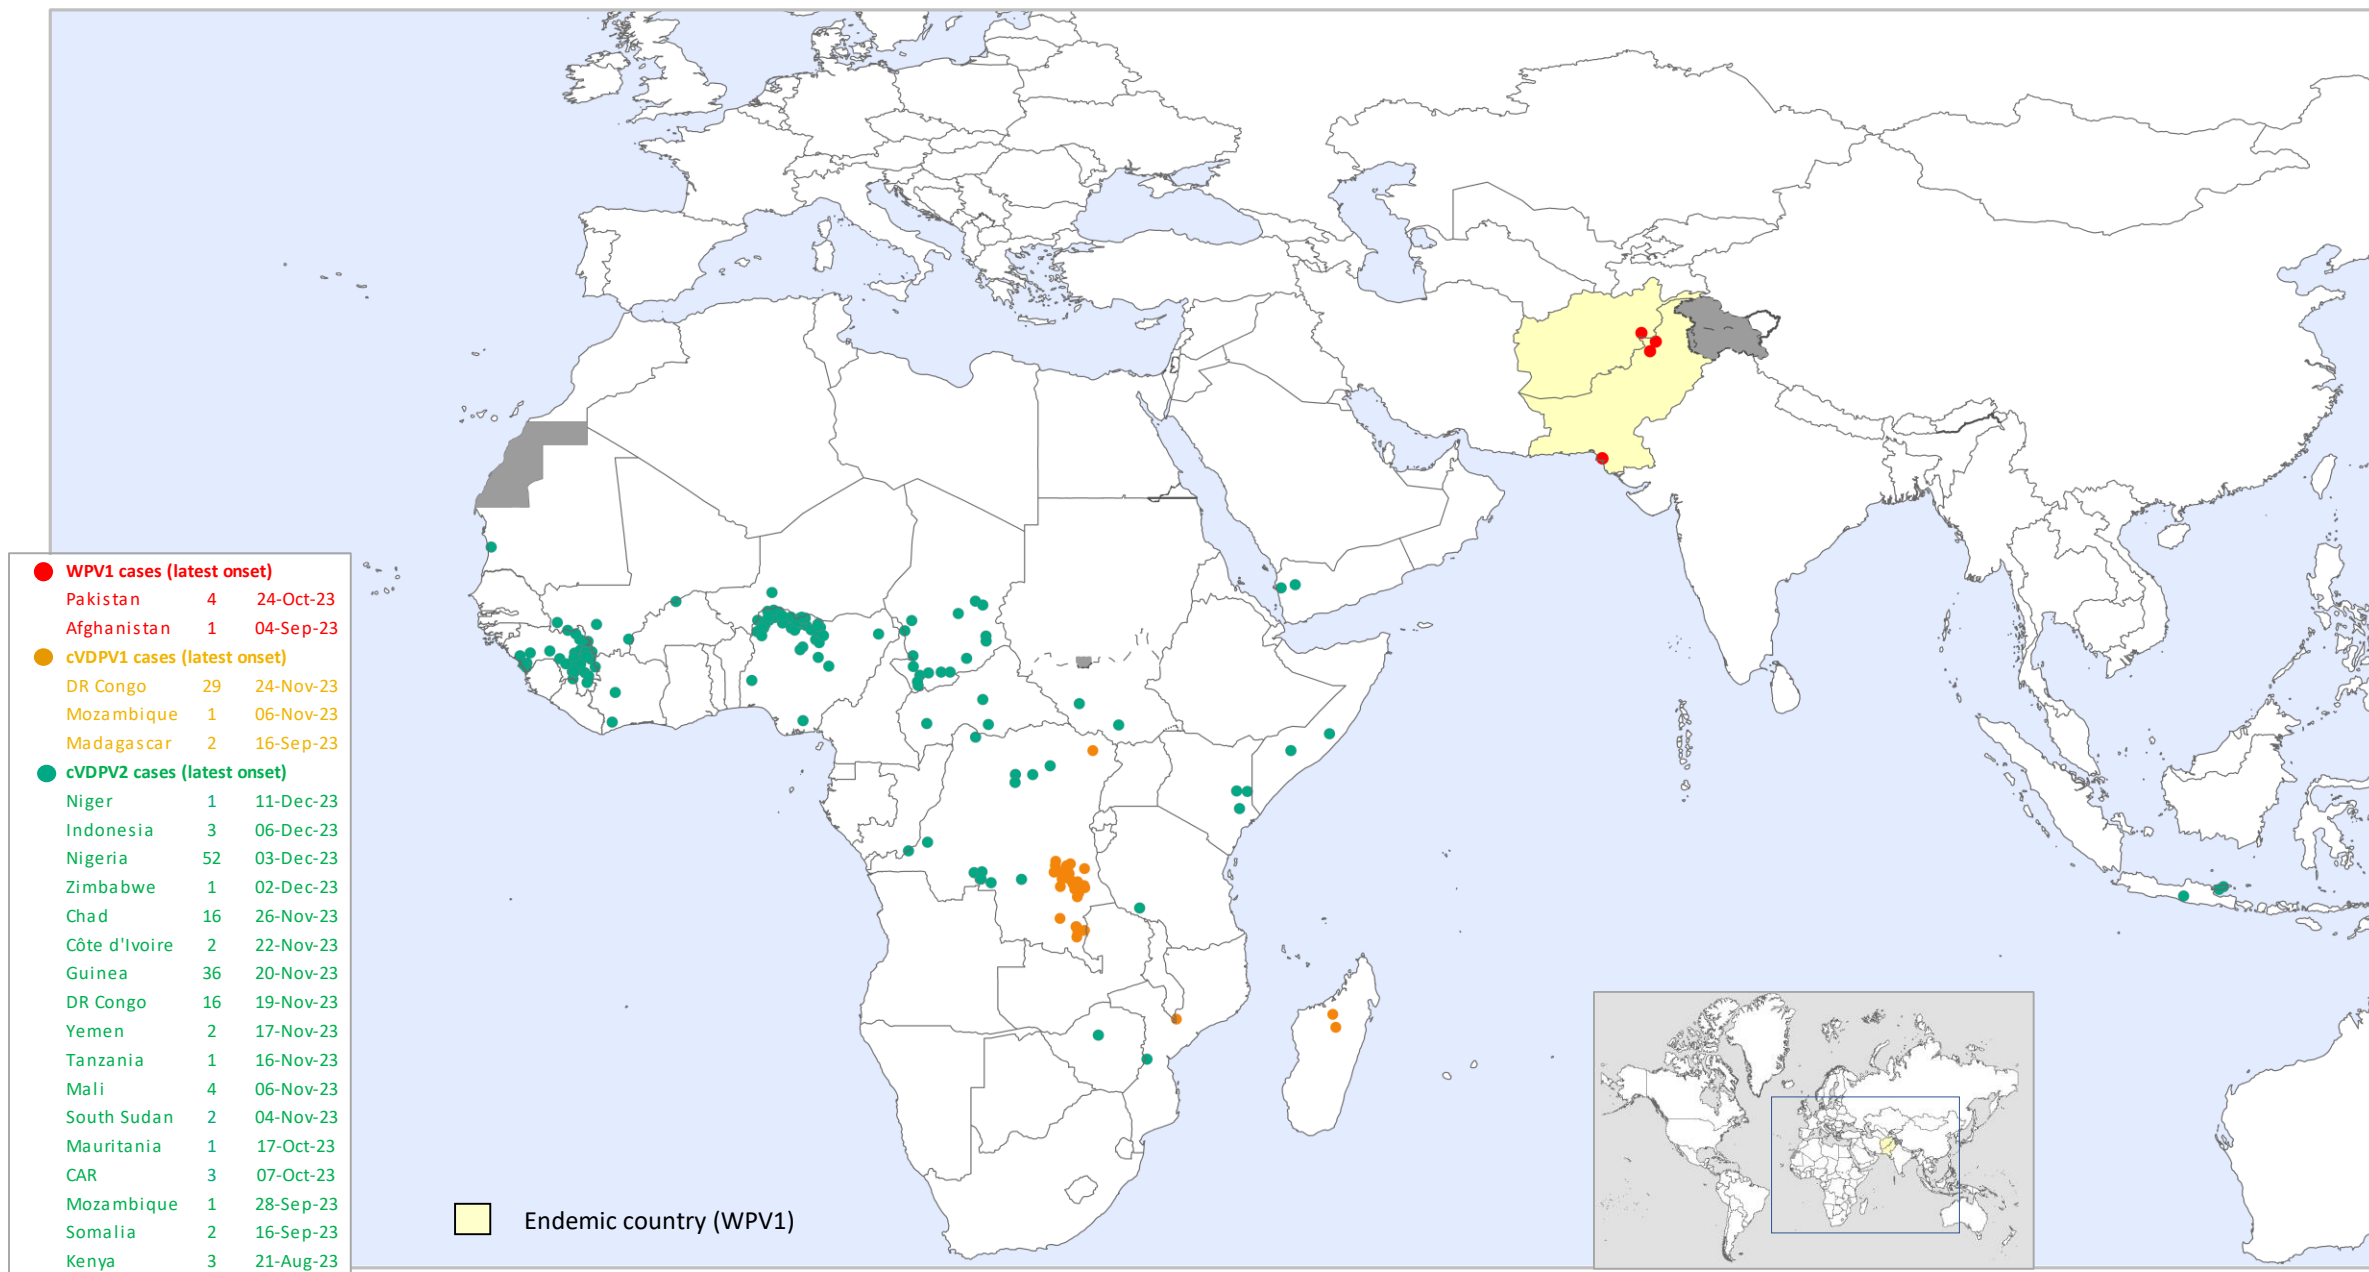 WPV1 cases (latest onset)
Pakistan 4 24-Oct-23
Afghanistan 1 04-Sep-23
cVDPV1 cases (latest onset)
DR Congo 29 24-Nov-23
Mozambique 1 06-Nov-23
Madagascar 2 16-Sep-23
cVDPV2 cases (latest onset)
Niger 1 11-Dec-23
Indonesia 3 06-Dec-23
Nigeria 52 03-Dec-23
Zimbabwe 1 02-Dec-23
Chad 16 26-Nov-23
Côte d'Ivoire 2 22-Nov-23
Guinea 36 20-Nov-23
DR Congo 16 19-Nov-23
Yemen 2 17-Nov-23
Tanzania 1 16-Nov-23
Mali 4 06-Nov-23
South Sudan 2 04-Nov-23
Mauritania 1 17-Oct-23
CAR 3 07-Oct-23
Mozambique 1 28-Sep-23
Somalia 2 16-Sep-23
Kenya 3 21-Aug-23
Endemic country (WPV1)